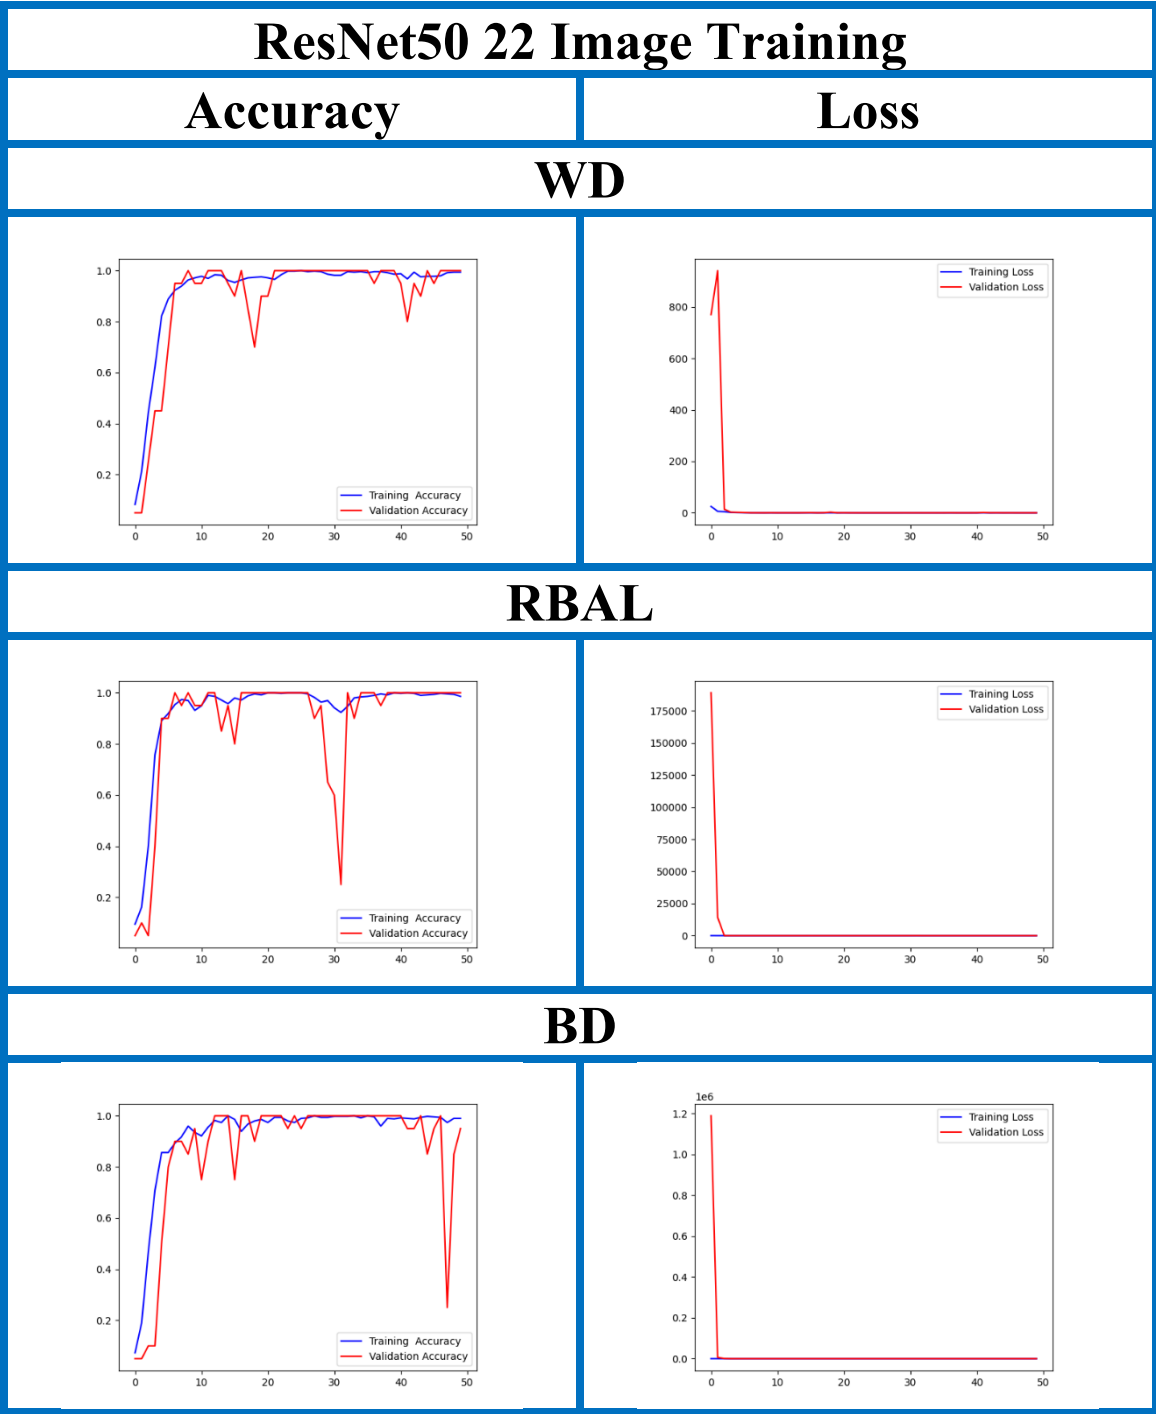 ResNet50 22 Image Training
Accuracy
Loss
WD
1.0
0.8
0.6
0.4
0.2
0 10 20 30 40 50
Training Accuracy
Validation Accuracy
800
600
400
200
0
0 10 20 30 40 50
Training Loss
Validation Loss
RBAL
1.0
0.8
0.6
0.4
0.2
0 10 20 30 40 50
Training Accuracy
Validation Accuracy
175000
150000
125000
100000
75000
50000
25000
0
0 10 20 30 40 50
Training Loss
Validation Loss
BD
1.0
0.8
0.6
0.4
0.2
0 10 20 30 40 50
Training Accuracy
Validation Accuracy
1e6
1.2
1.0
0.8
0.6
0.4
0.2
0.0
0 10 20 30 40 50
Training Loss
Validation Loss